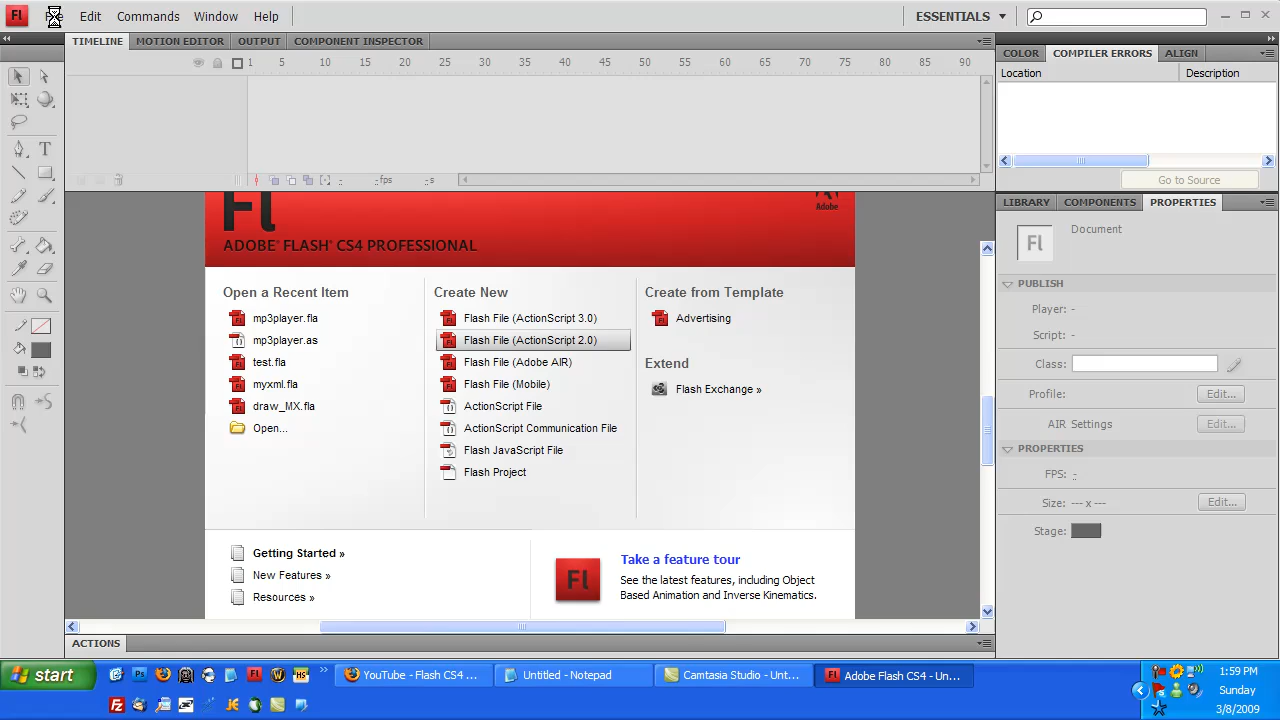 Fl Edit Commands Window Help ESSENTIALS
TIMELINE MOTION EDITOR OUTPUT COMPONENT INSPECTOR
1 5 10 15 20 25 30 35 40 45 50 55 60 65 70 75 80 85 90
fps s
COLOR COMPILER ERRORS ALIGN
Location Description
Go to Source
LIBRARY COMPONENTS PROPERTIES
Fl Document
PUBLISH
Player: -
Script: -
Class:
Profile: Edit...
AIR Settings Edit...
PROPERTIES
FPS: -
Size: --- x --- Edit...
Stage:
Fl
Adobe
ADOBE® FLASH® CS4 PROFESSIONAL
Open a Recent Item
mp3player.fla
mp3player.as
test.fla
myxml.fla
draw_MX.fla
Open...
Create New
Flash File (ActionScript 3.0)
Flash File (ActionScript 2.0)
Flash File (Adobe AIR)
Flash File (Mobile)
ActionScript File
ActionScript Communication File
Flash JavaScript File
Flash Project
Create from Template
Advertising
Extend
Flash Exchange »
Getting Started »
New Features »
Resources »
Fl
Take a feature tour
See the latest features, including Object
Based Animation and Inverse Kinematics.
ACTIONS
start YouTube - Flash CS4 ... Untitled - Notepad Camtasia Studio - Unt... Adobe Flash CS4 - Un...
1:59 PM
Sunday
3/8/2009